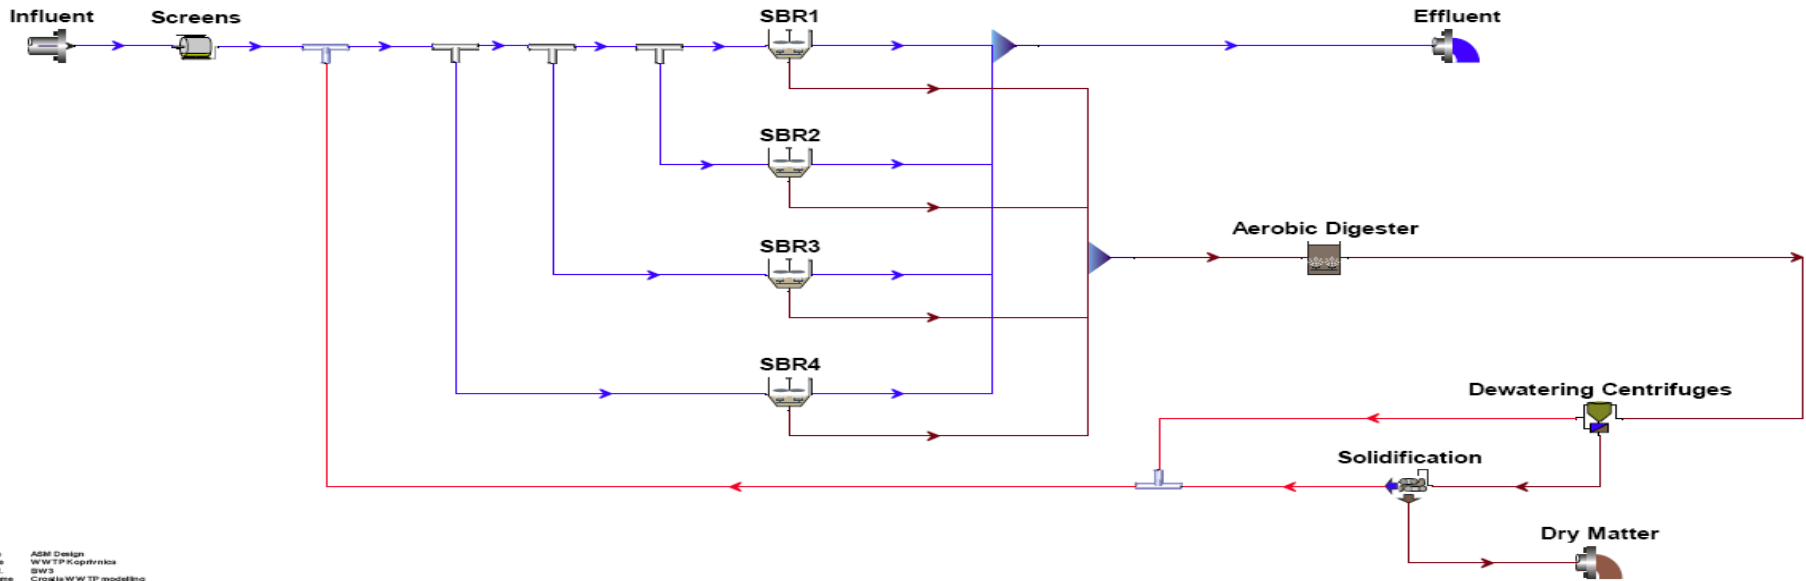 Influent
Screens
SBR1
Effluent
SBR2
Aerobic Digester
SBR3
SBR4
Dewatering Centrifuges
Solidification
Dry Matter
ASM Design
WWTP Koprivnica
SW3
Croatia WWTP modelling